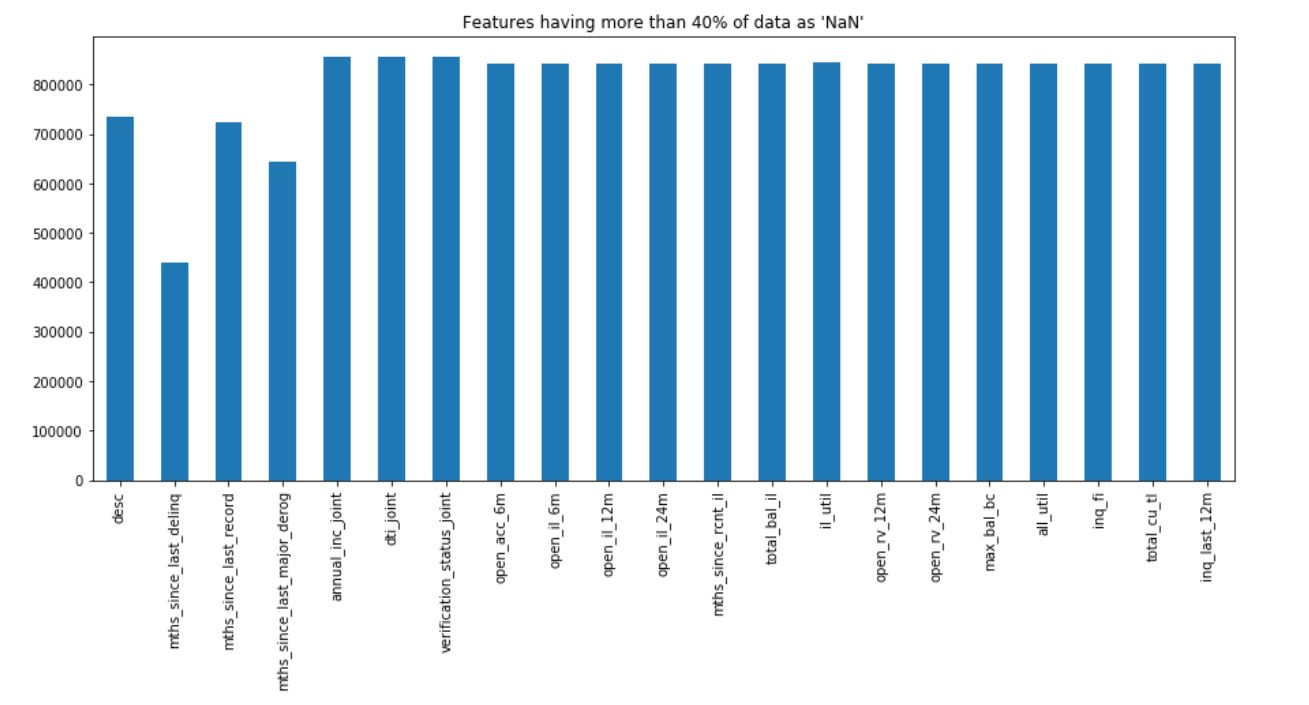 Features having more than 40% of data as 'NaN'
800000
700000
600000
500000
400000
300000
200000
100000
0
desc
mths_since_last_delinq
mths_since_last_record
mths_since_last_major_derog
annual_inc_joint
dti_joint
verification_status_joint
open_acc_6m
open_il_6m
open_il_12m
open_il_24m
mths_since_rcnt_il
total_bal_il
il_util
open_rv_12m
open_rv_24m
max_bal_bc
all_util
inq_fi
total_cu_tl
inq_last_12m